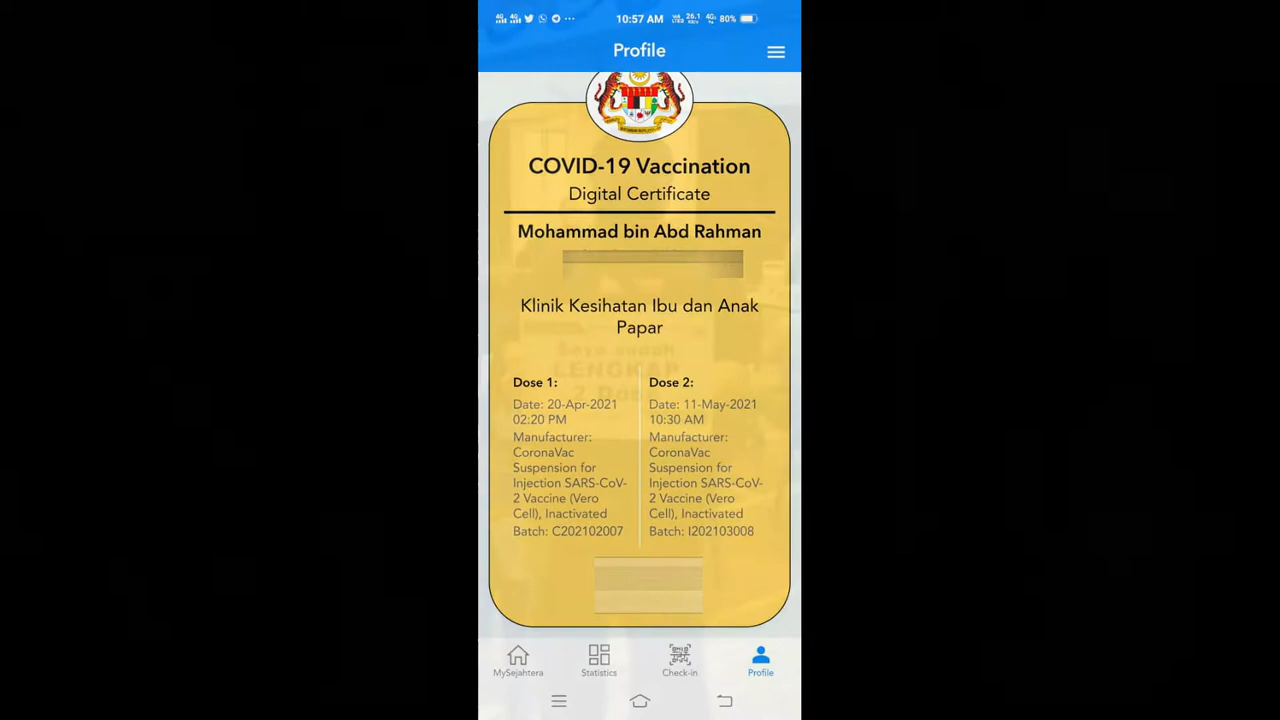 10:57 AM
26.1
80%
Profile
COVID-19 Vaccination
Digital Certificate
Mohammad bin Abd Rahman
Klinik Kesihatan Ibu dan Anak
Papar
LENGKAP
Dose 1:
Date: 20-Apr-2021
02:20 PM
Manufacturer:
CoronaVac
Suspension for
Injection SARS-CoV-
2 Vaccine (Vero
Cell), Inactivated
Batch: C202102007
Dose 2:
Date: 11-May-2021
10:30 AM
Manufacturer:
CoronaVac
Suspension for
Injection SARS-CoV-
2 Vaccine (Vero
Cell), Inactivated
Batch: I202103008
MySejahtera
Statistics
Check-in
Profile